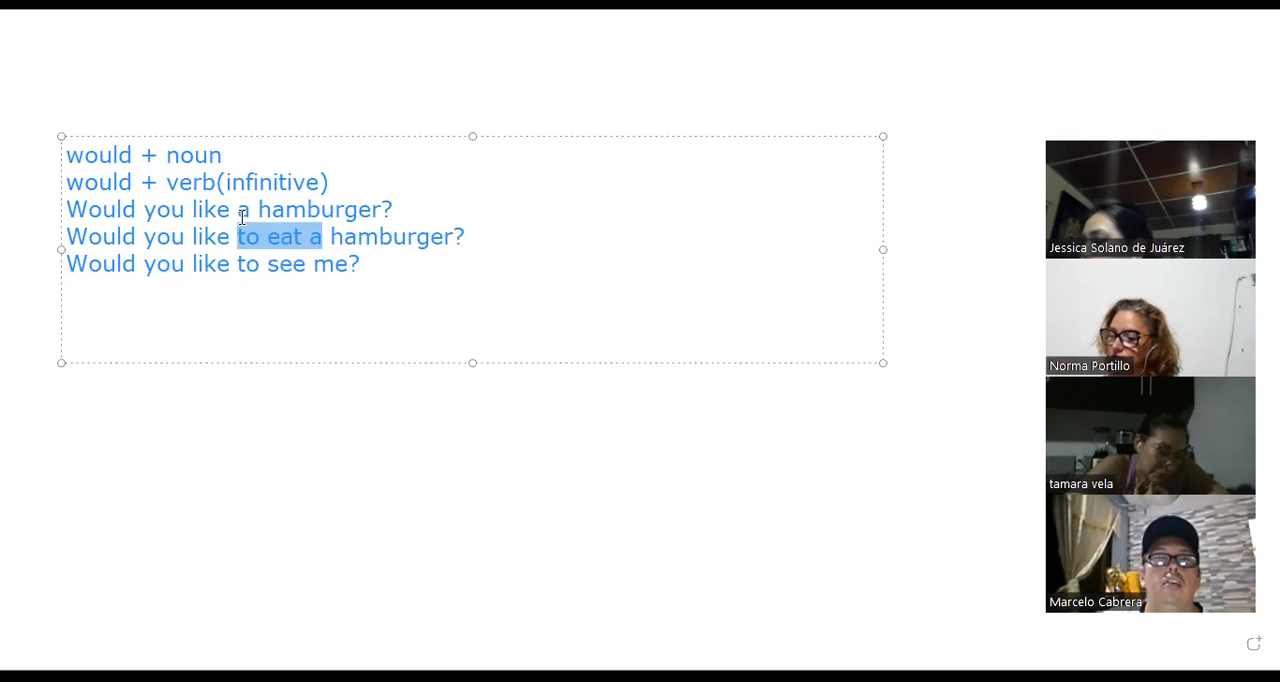 would + noun
would + verb(infinitive)
Would you like a hamburger?
Would you like to eat a hamburger?
Would you like to see me?
Jessica Solano de Juárez
Norma Portillo
tamara vela
Marcelo Cabrera